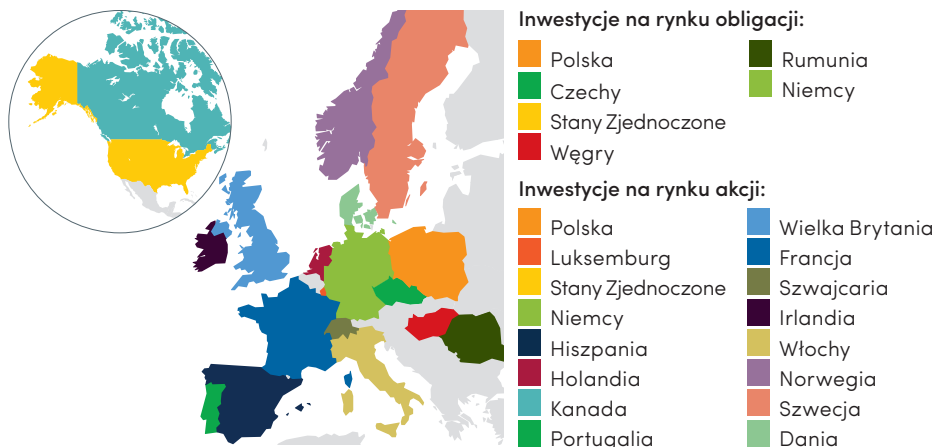 Inwestycje na rynku obligacji:
Polska
Czechy
Stany Zjednoczone
Węgry
Rumunia
Niemcy
Inwestycje na rynku akcji:
Polska
Luksemburg
Stany Zjednoczone
Niemcy
Hiszpania
Holandia
Kanada
Portugalia
Wielka Brytania
Francja
Szwajcaria
Irlandia
Włochy
Norwegia
Szwecja
Dania